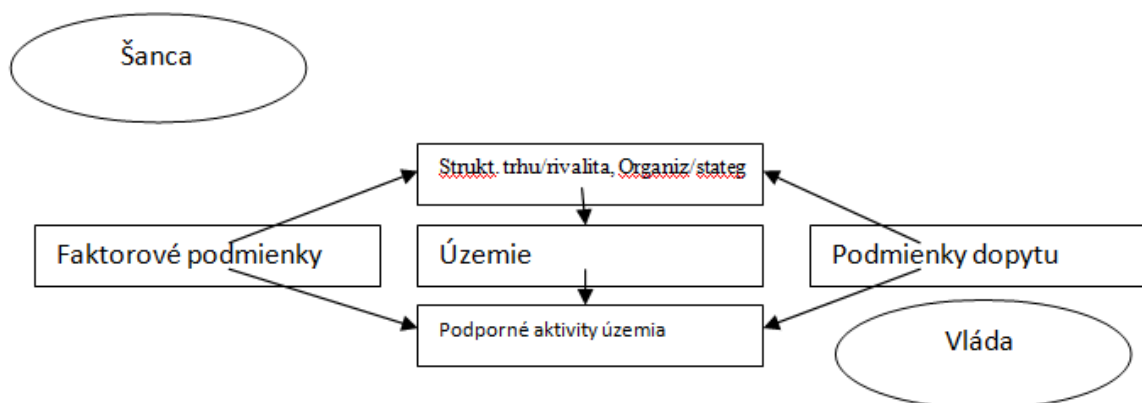 Šanca
Strukt. trhu/rivalita, Organiz/stateg
Faktorové podmienky
Územie
Podmienky dopytu
Podporné aktivity územia
Vláda